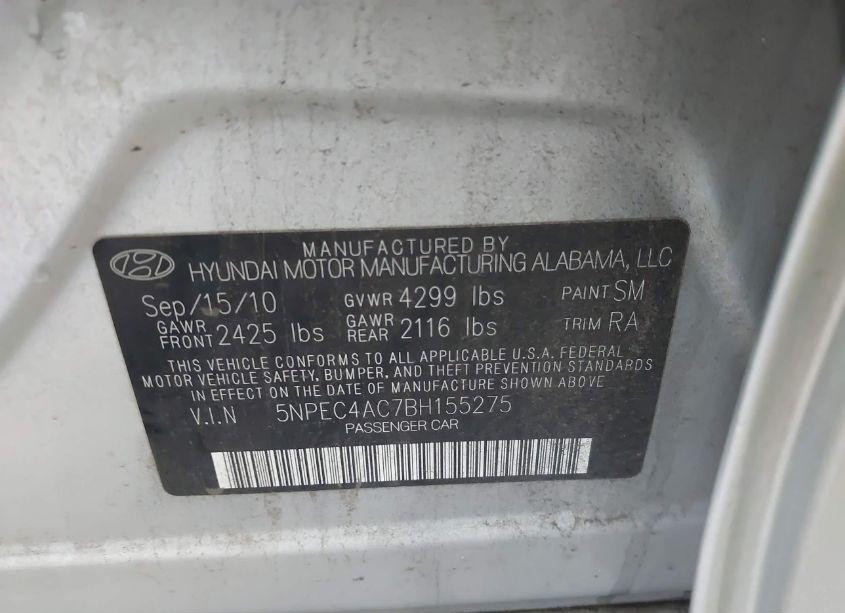 MANUFACTURED BY
HYUNDAI MOTOR MANUFACTURING ALABAMA, LLC
Sep/15/10 GVWR 4299 lbs PAINT SM
GAWR FRONT 2425 lbs GAWR REAR 2116 lbs TRIM RA
THIS VEHICLE CONFORMS TO ALL APPLICABLE U.S.A. FEDERAL
MOTOR VEHICLE SAFETY, BUMPER, AND THEFT PREVENTION STANDARDS
IN EFFECT ON THE DATE OF MANUFACTURE SHOWN ABOVE
V.I.N 5NPEC4AC7BH155275
PASSENGER CAR